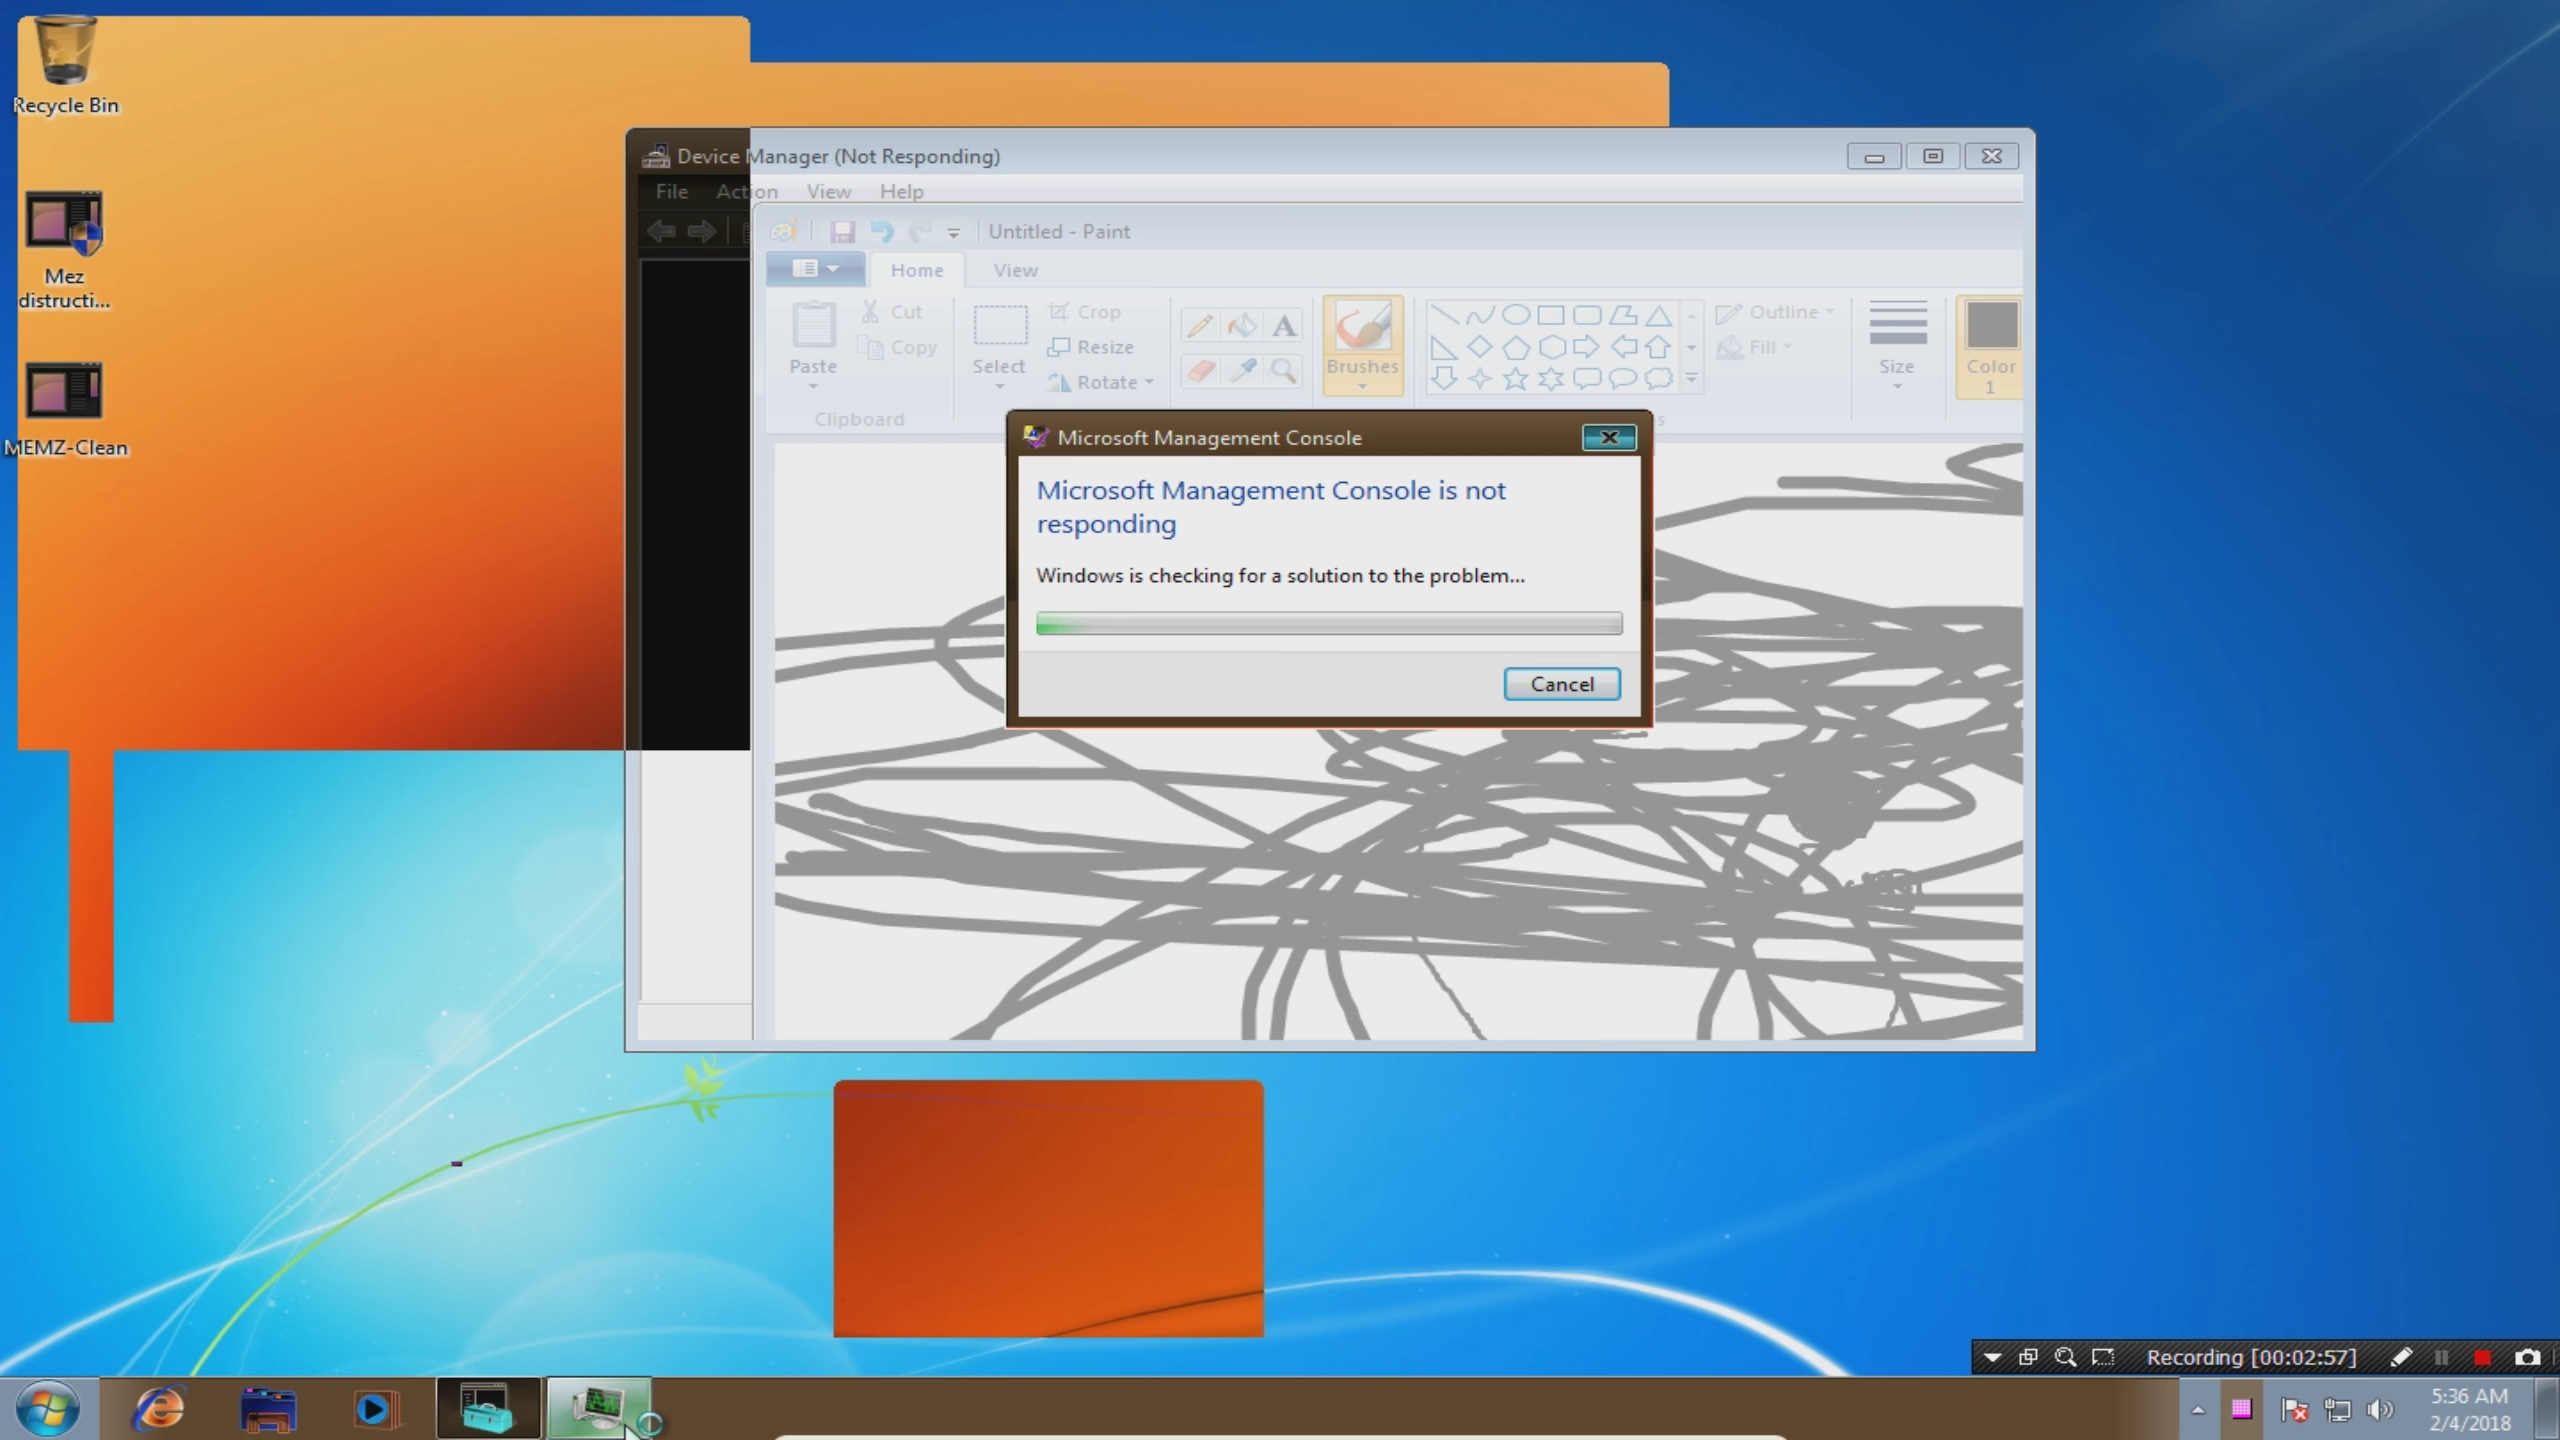 Recycle Bin
Mez
distructi...
MEMZ-Clean
Device Manager (Not Responding)
File Action View Help
Untitled - Paint
Home View
Paste
Cut
Copy
Clipboard
Select
Crop
Resize
Rotate
A
Brushes
Outline
Fill
Size
Color
1
s
Microsoft Management Console
Microsoft Management Console is not
responding
Windows is checking for a solution to the problem...
Cancel
Recording [00:02:57]
5:36 AM
2/4/2018